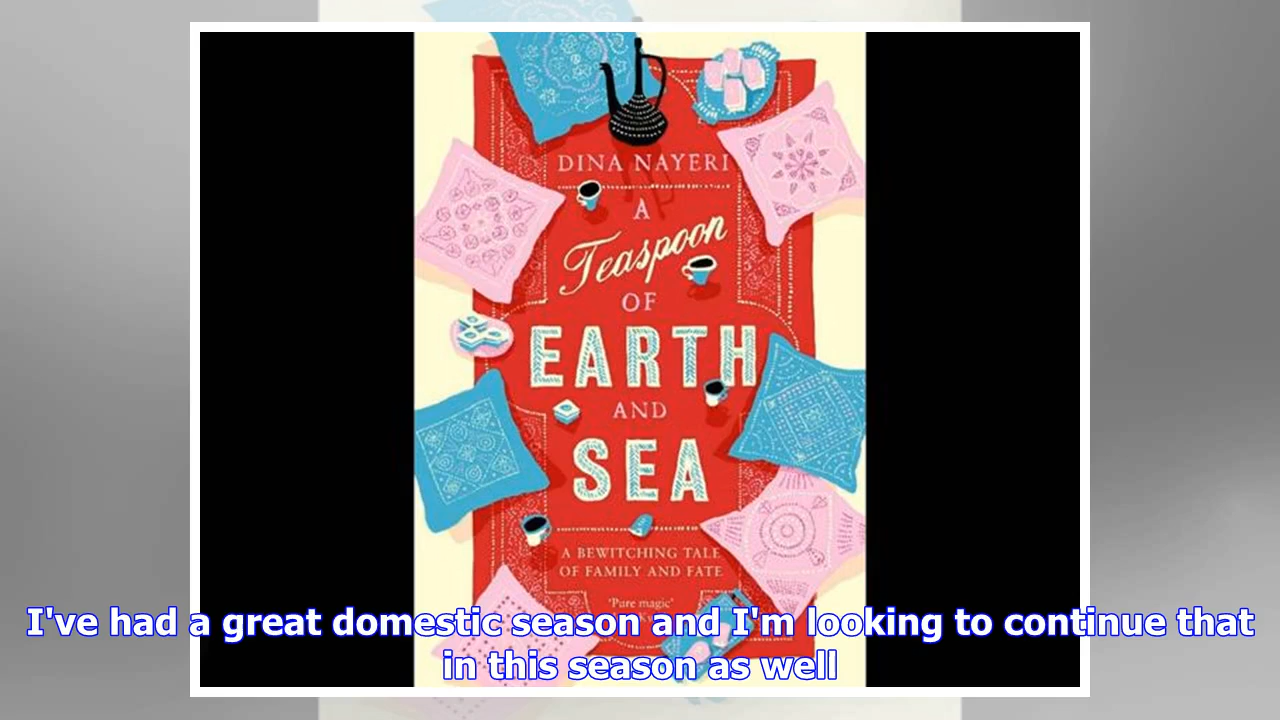 DINA NAYERI
A
Teaspoon
OF
EARTH
AND
SEA
A BEWITCHING TALE
OF FAMILY AND FATE
'Pure magic'
I've had a great domestic season and I'm looking to continue that
in this season as well